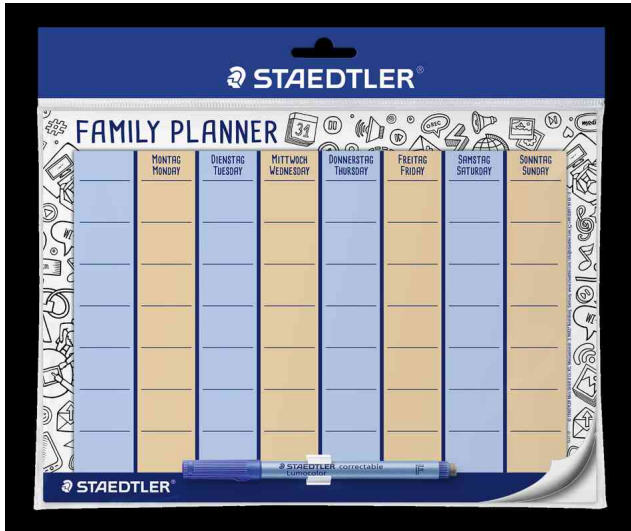 STAEDTLER®
FAMILY PLANNER
31
MONTAG
MONDAY
DIENSTAG
TUESDAY
MITTWOCH
WEDNESDAY
DONNERSTAG
THURSDAY
FREITAG
FRIDAY
SAMSTAG
SATURDAY
SONNTAG
SUNDAY
STAEDTLER correctable
Lumocolor
STAEDTLER®